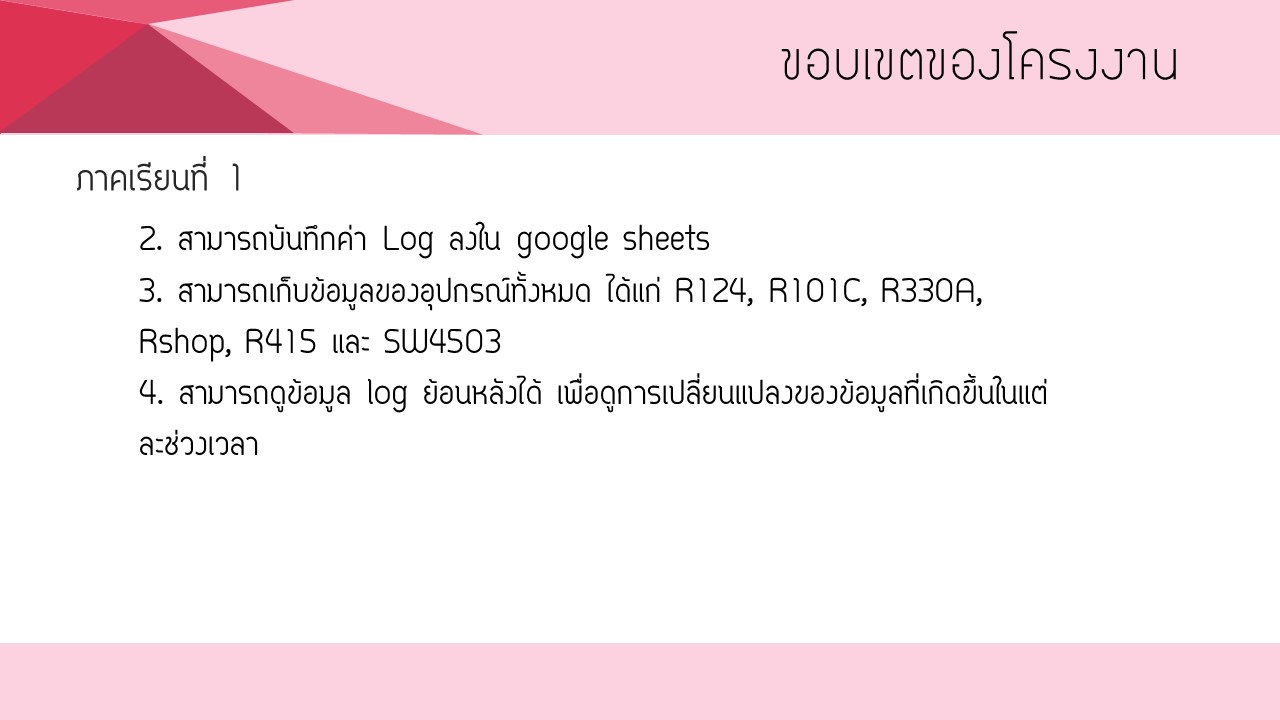 ขอบเขตของโครงงาน
ภาคเรียนที่ 1
2. สามารถบันทึกค่า Log ลงใน google sheets
3. สามารถเก็บข้อมูลของอุปกรณ์ทั้งหมด ได้แก่ R124, R101C, R330A,
Rshop, R415 และ SW4503
4. สามารถดูข้อมูล log ย้อนหลังได้ เพื่อดูการเปลี่ยนแปลงของข้อมูลที่เกิดขึ้นในแต่
ละช่วงเวลา